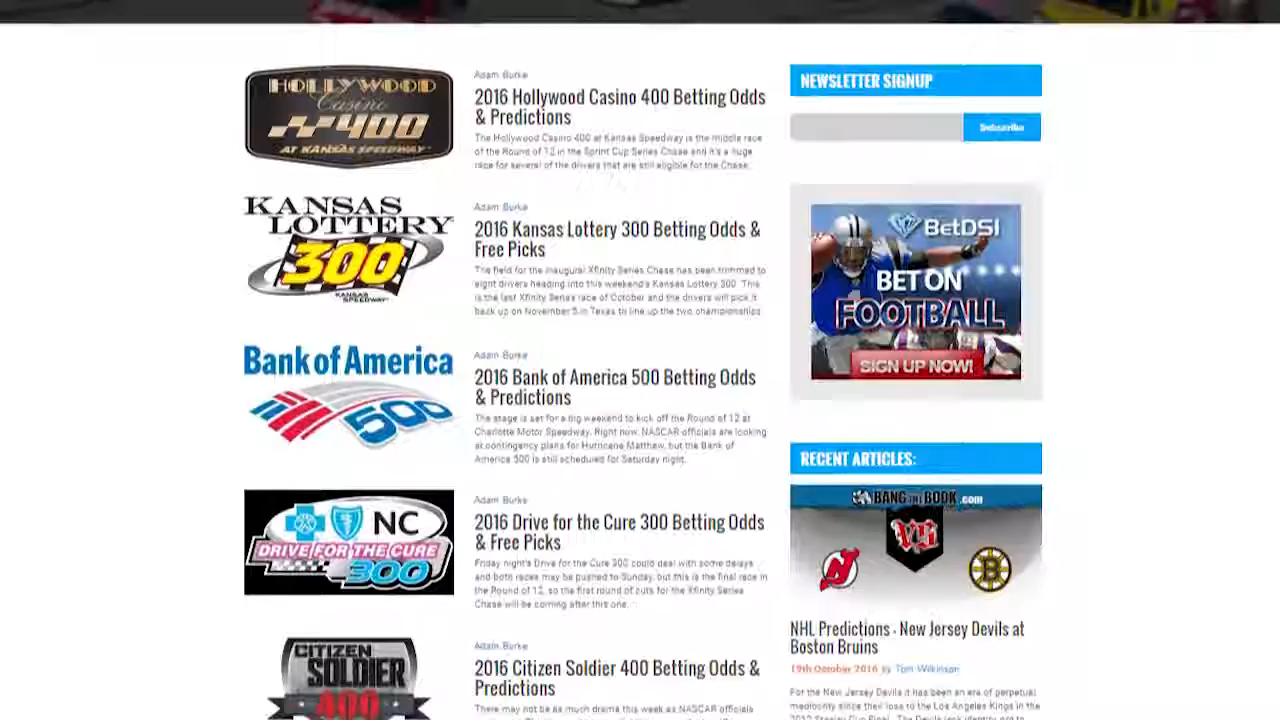 HOLLYWOOD
Casino
400
AT KANSAS SPEEDWAY
Adam Burke
2016 Hollywood Casino 400 Betting Odds
& Predictions
The Hollywood Casino 400 at Kansas Speedway is the middle race
of the Round of 12 in the Sprint Cup Series Chase and it's a huge
race for several of the drivers that are still eligible for the Chase.
KANSAS
LOTTERY
300
KANSAS
SPEEDWAY
Adam Burke
2016 Kansas Lottery 300 Betting Odds &
Free Picks
The field for the inaugural Xfinity Series Chase has been trimmed to
eight drivers heading into this weekend's Kansas Lottery 300. This
is the last Xfinity Series race of October and the drivers will pick it
back up on November 5 in Texas to line up the two championships
Bank of America
500
Adam Burke
2016 Bank of America 500 Betting Odds
& Predictions
The stage is set for a big weekend to kick off the Round of 12 at
Charlotte Motor Speedway. Right now, NASCAR officials are looking
at contingency plans for Hurricane Matthew, but the Bank of
America 500 is still scheduled for Saturday night.
NC
DRIVE FOR THE CURE
300
Adam Burke
2016 Drive for the Cure 300 Betting Odds
& Free Picks
Friday night's Drive for the Cure 300 could deal with some delays
and both races may be pushed to Sunday, but this is the final race in
the Round of 12, so the first round of cuts for the Xfinity Series
Chase will be coming after this one.
CITIZEN
SOLDIER
400
Adam Burke
2016 Citizen Soldier 400 Betting Odds &
Predictions
There may not be as much drama this week as NASCAR officials
NEWSLETTER SIGNUP
Subscribe
BetDSI
BET ON
FOOTBALL
SIGN UP NOW!
RECENT ARTICLES:
BANG THE BOOK .com
VS
NHL Predictions - New Jersey Devils at
Boston Bruins
19th October 2016 by Tom Wilkinson
For the New Jersey Devils it has been an era of perpetual
mediocrity since their loss to the Los Angeles Kings in the